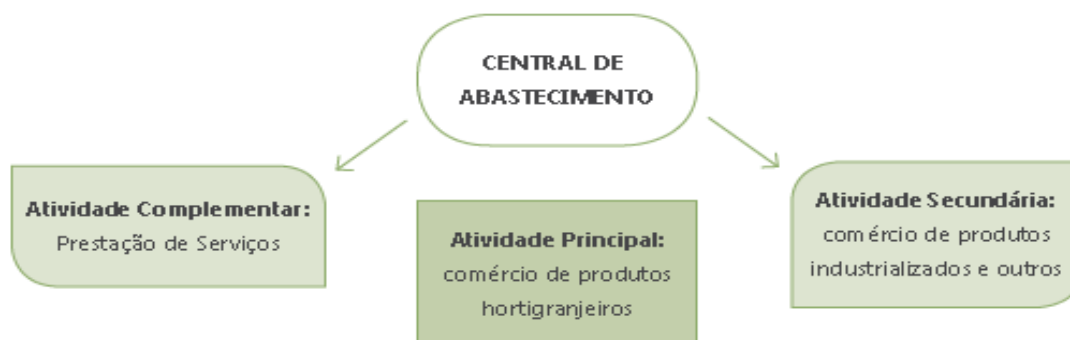 CENTRAL DE
ABASTECIMENTO
Atividade Complementar:
Prestação de Serviços
Atividade Principal:
comércio de produtos
hortigranjeiros
Atividade Secundária:
comércio de produtos
industrializados e outros